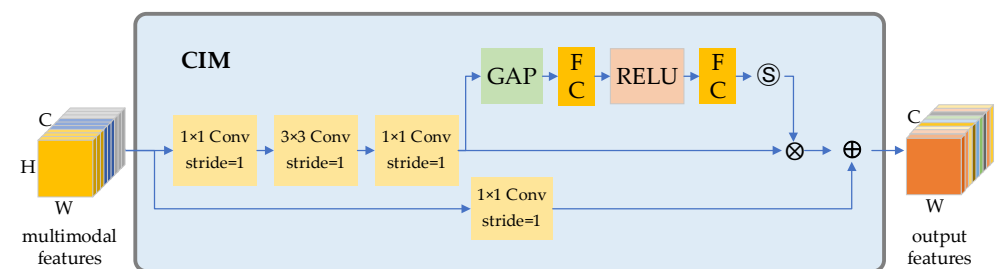 CIM
GAP
F
C
RELU
F
C
Ⓢ
C
H
W
multimodal
features
1×1 Conv
stride=1
3×3 Conv
stride=1
1×1 Conv
stride=1
⊗
⊕
1×1 Conv
stride=1
C
W
output
features